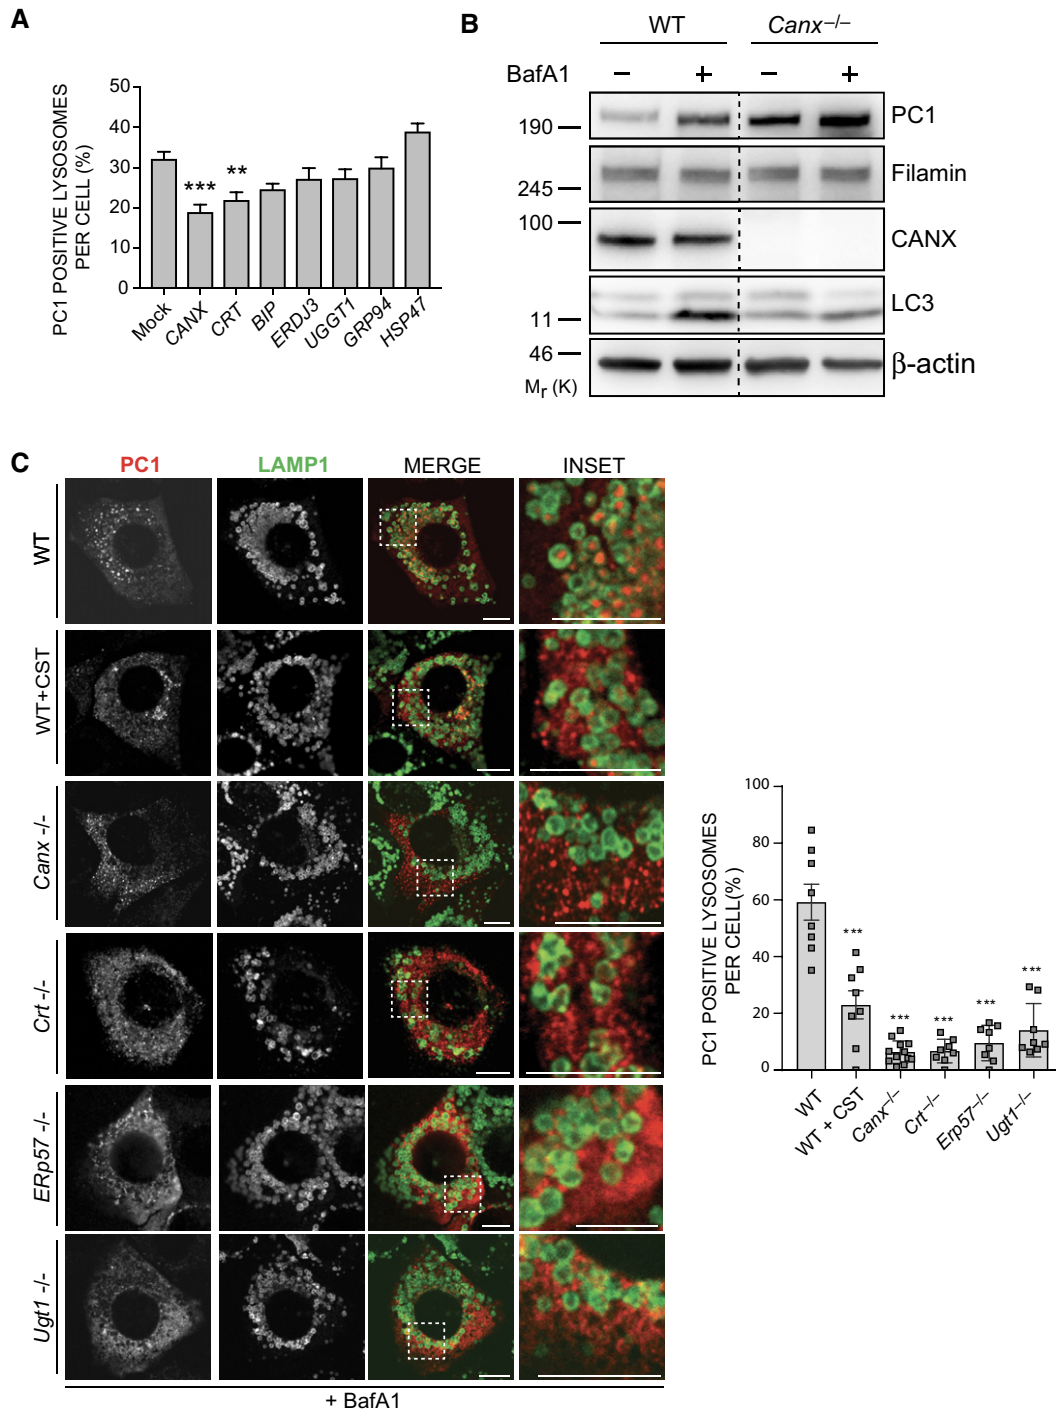 A
PC1 POSITIVE LYSOSOMES
PER CELL (%)
50
40
30
20
10
0
***
**
Mock
CANX
CRT
BIP
ERDJ3
UGGT1
GRP94
HSP47
B
WT
Canx–/–
BafA1
– + – +
190
PC1
245
Filamin
100
CANX
11
LC3
46
β-actin
Mr (K)
C
PC1
LAMP1
MERGE
INSET
WT
WT+CST
Canx -/-
Crt -/-
ERp57 -/-
Ugt1 -/-
+ BafA1
PC1 POSITIVE LYSOSOMES
PER CELL(%)
100
80
60
40
20
0
***
***
***
***
***
WT
WT + CST
Canx–/–
Crt–/–
Erp57–/–
Ugt1–/–